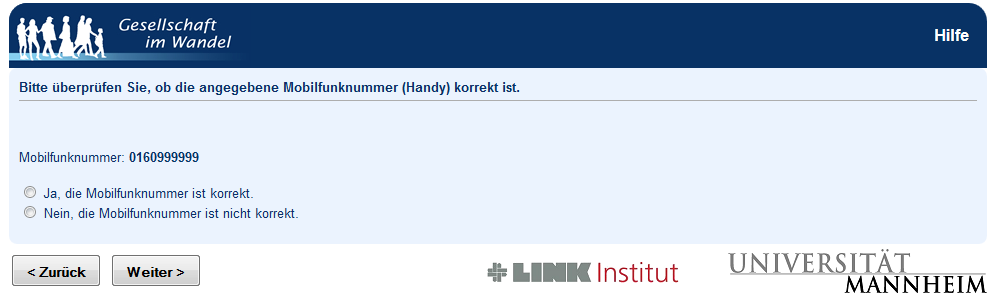 Gesellschaft
im Wandel
Hilfe
Bitte überprüfen Sie, ob die angegebene Mobilfunknummer (Handy) korrekt ist.
Mobilfunknummer: 0160999999
Ja, die Mobilfunknummer ist korrekt.
Nein, die Mobilfunknummer ist nicht korrekt.
< Zurück Weiter >
LINK Institut
UNIVERSITÄT
MANNHEIM